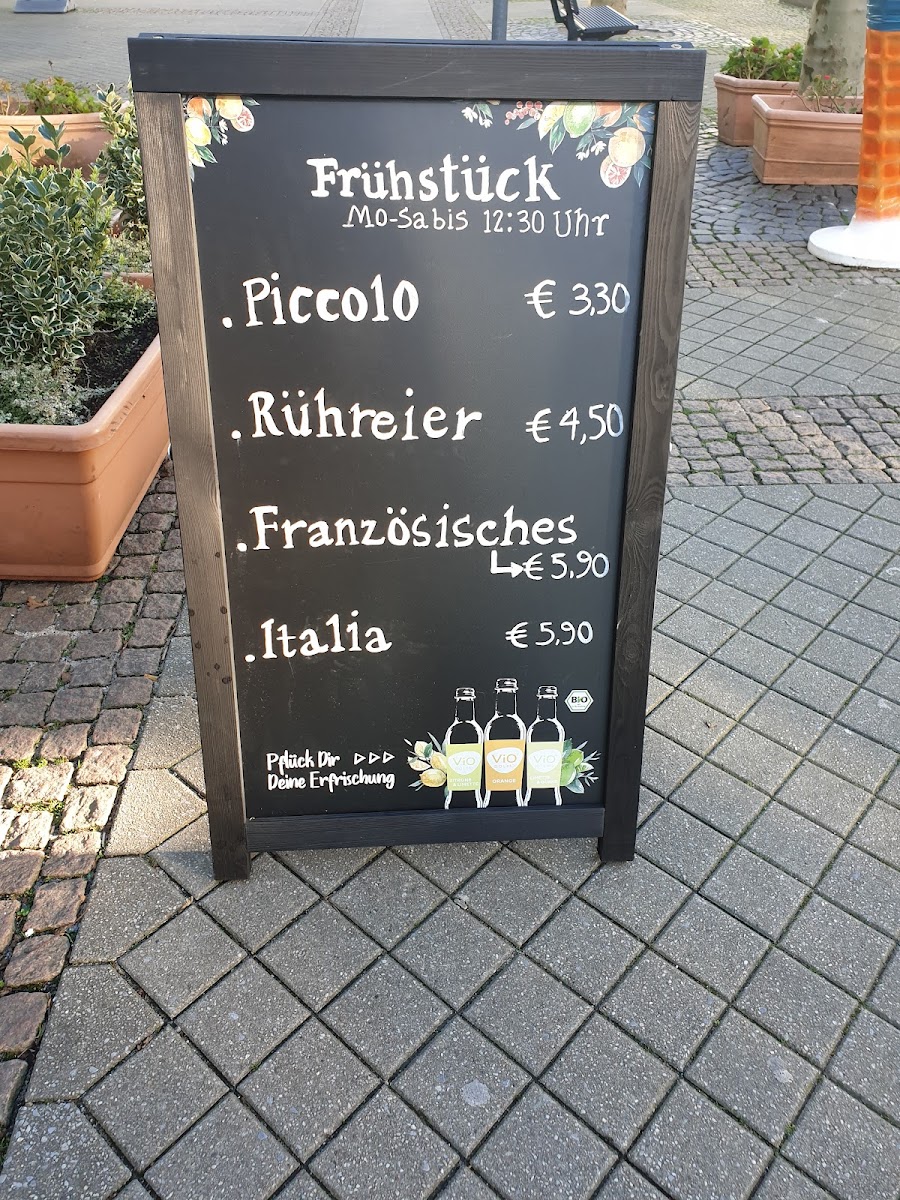 Frühstück
Mo-Sa bis 12:30 Uhr
. Piccolo € 3,30
. Rühreier € 4,50
. Französisches
↳ € 5,90
. Italia € 5,90
BIO
Pflück Dir ▷▷▷
Deine Erfrischung
ViO ViO ViO
ORANGE